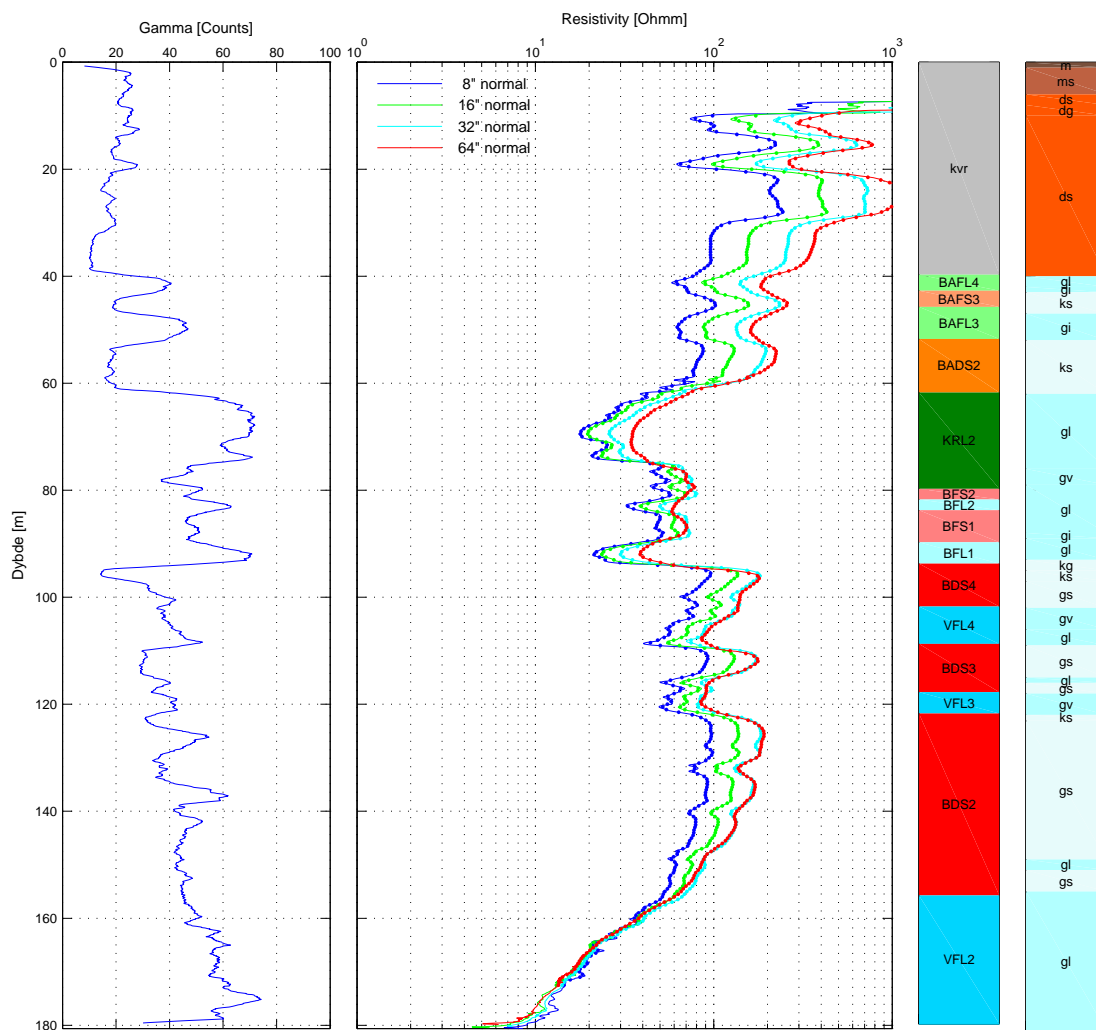 Gamma [Counts]
0 20 40 60 80 100
Resistivity [Ohmm]
10^0 10^1 10^2 10^3
8" normal
16" normal
32" normal
64" normal
Dybde [m]
0
20
40
60
80
100
120
140
160
180
kvr
BAFL4
BAFS3
BAFL3
BADS2
KRL2
BFS2
BFL2
BFS1
BFL1
BDS4
VFL4
BDS3
VFL3
BDS2
VFL2
m
ms
ds
dg
ds
gl
gi
ks
gi
ks
gl
gv
gl
gi
gl
kg
ks
gs
gv
gl
gs
gl
gs
gv
ks
gs
gl
gs
gl